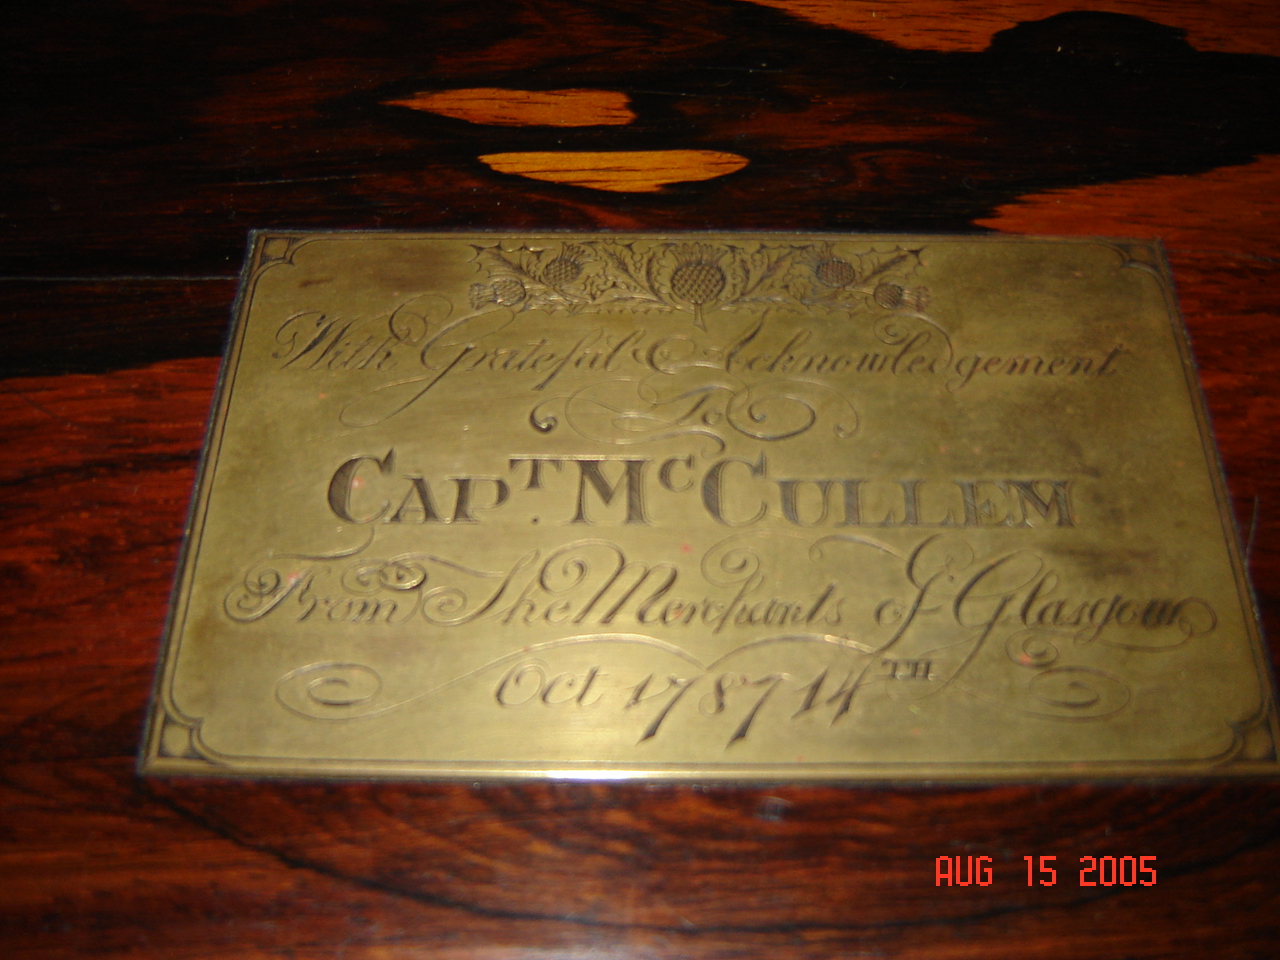 With Grateful Acknowledgement
To
CAPT. MCCULLEM
From The Merchants of Glasgow
Oct 1787 14TH
AUG 15 2005